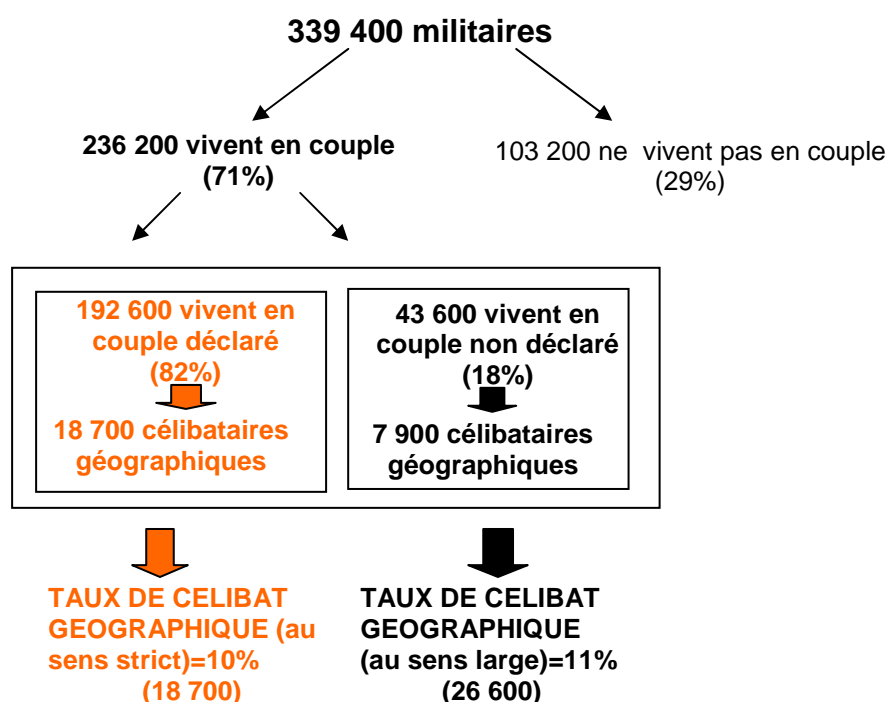 339 400 militaires
236 200 vivent en couple
(71%)
103 200 ne vivent pas en couple
(29%)
192 600 vivent en
couple déclaré
(82%)
18 700 célibataires
géographiques
43 600 vivent en
couple non déclaré
(18%)
7 900 célibataires
géographiques
TAUX DE CELIBAT
GEOGRAPHIQUE (au
sens strict)=10%
(18 700)
TAUX DE CELIBAT
GEOGRAPHIQUE
(au sens large)=11%
(26 600)